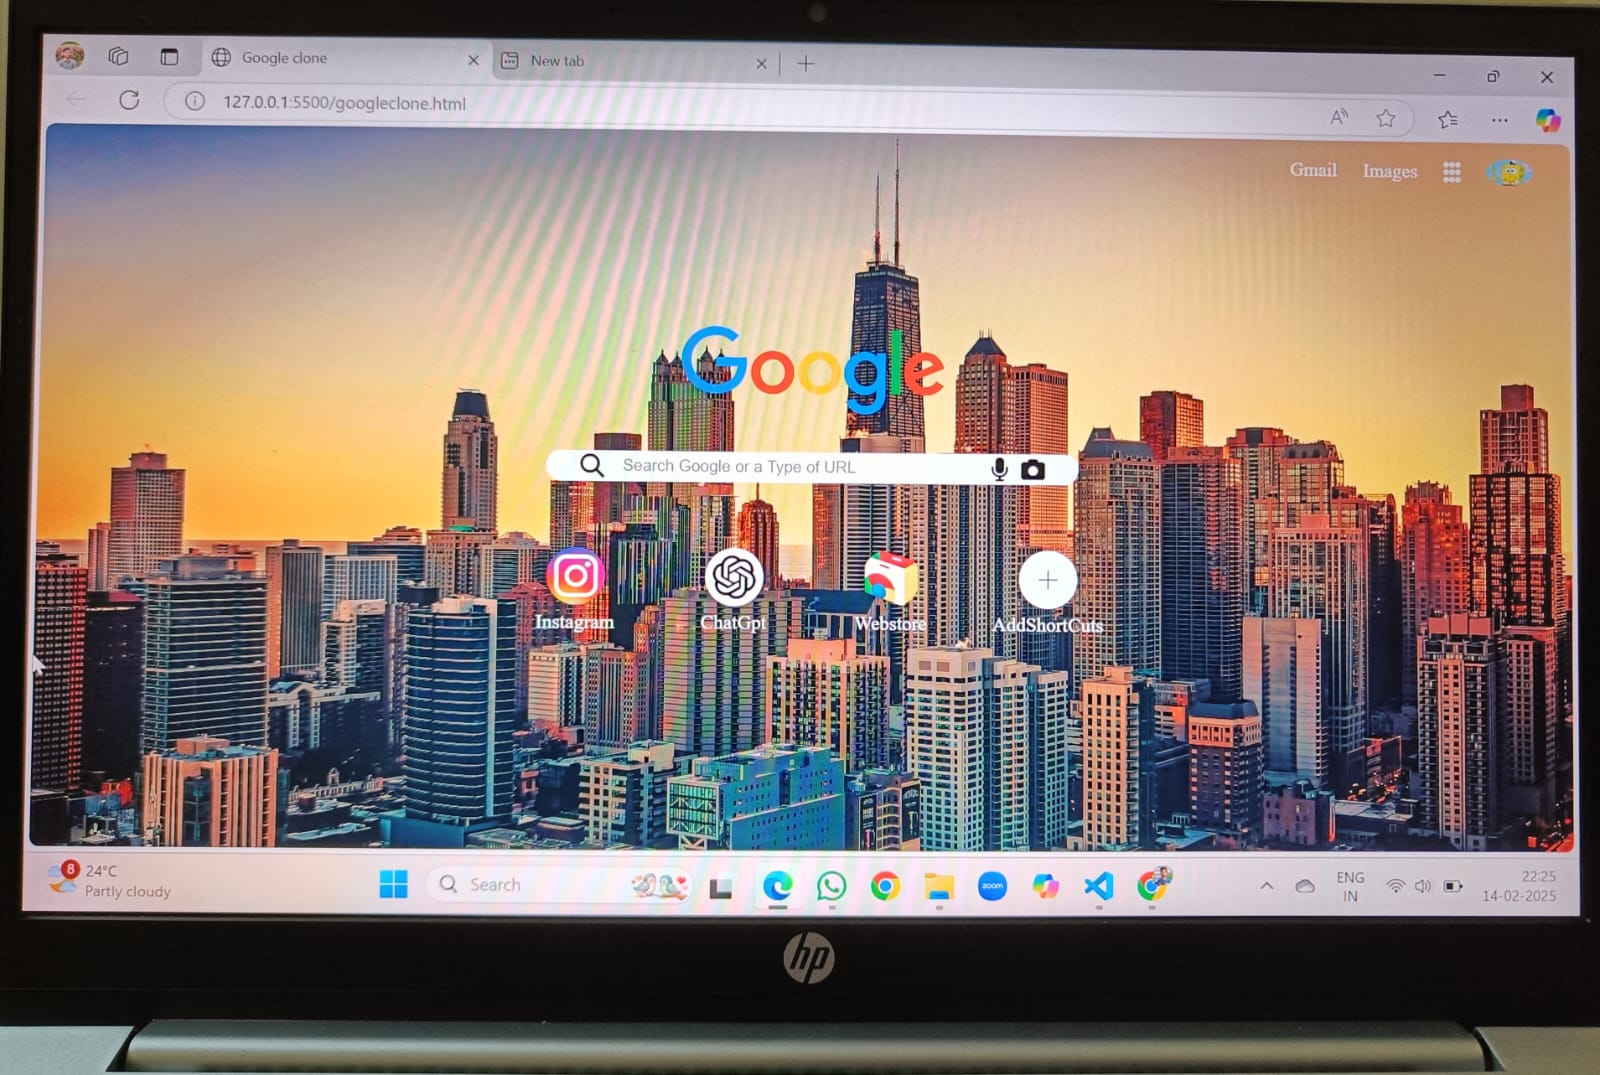 Google clone
New tab
127.0.0.1:5500/googleclone.html
Gmail Images
Google
Search Google or a Type of URL
Instagram ChatGpt Webstore AddShortCuts
8
24°C
Partly cloudy
Search
zoom
ENG
IN
22:25
14-02-2025
hp